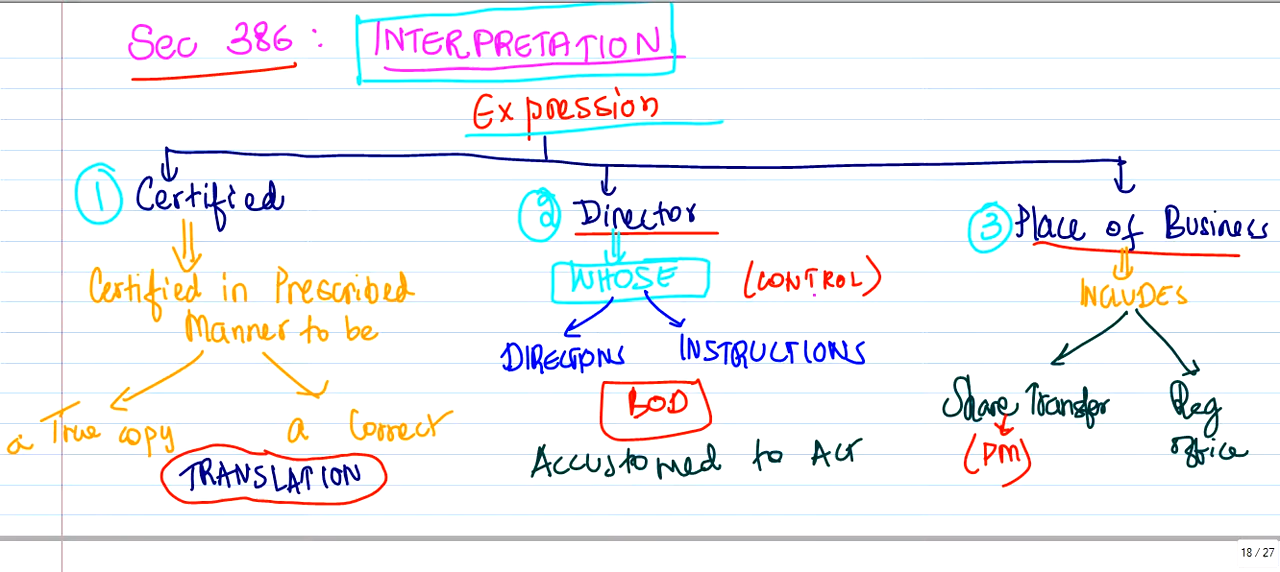 Sec 386: INTERPRETATION
Expression
① Certified
Certified in Prescribed
Manner to be
a True copy
a Correct
TRANSLATION
② Director
WHOSE (CONTROL)
DIRECTIONS INSTRUCTIONS
BOD
Accustomed to Act
③ Place of Business
INCLUDES
Share Transfer
(PM)
Reg
office
18 / 27